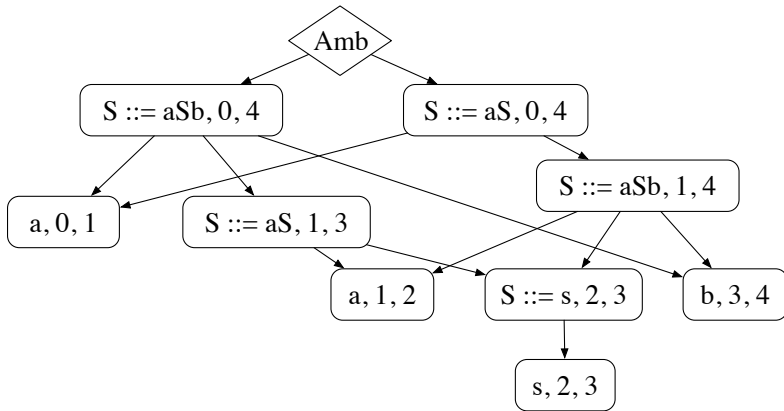 Amb
S ::= aSb, 0, 4
S ::= aS, 0, 4
S ::= aSb, 1, 4
a, 0, 1
S ::= aS, 1, 3
a, 1, 2
S ::= s, 2, 3
b, 3, 4
s, 2, 3